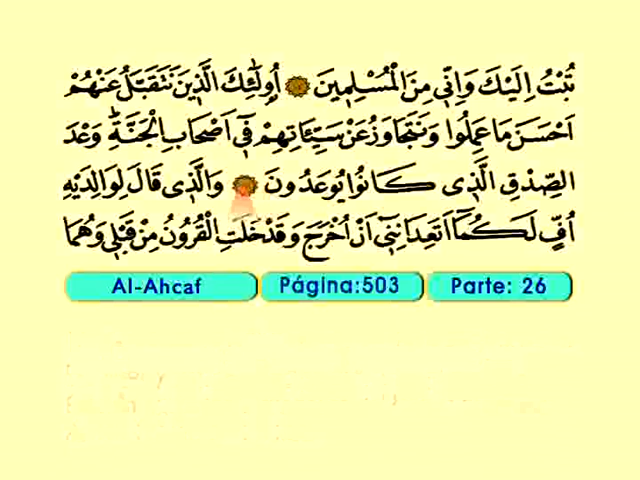 تُبْتُ اِلَيْكَ وَاِنّٖي مِنَ الْمُسْلِمٖينَ اُو۬لٰٓئِكَ الَّذٖينَ نَتَقَبَّلُ عَنْهُمْ
اَحْسَنَ مَا عَمِلُوا وَنَتَجَاوَزُ عَنْ سَيِّـَٔاتِهِمْ فٖٓي اَصْحَابِ الْجَنَّةِؕ وَعْدَ
الصِّدْقِ الَّذٖي كَانُوا يُوعَدُونَ وَالَّذٖي قَالَ لِوَالِدَيْهِ
اُفٍّ لَكُمَٓا اَتَعِدَانِنٖٓي اَنْ اُخْرَجَ وَقَدْ خَلَتِ الْقُرُونُ مِنْ قَبْلٖي وَهُمَا
Al-Ahcaf Página:503 Parte: 26